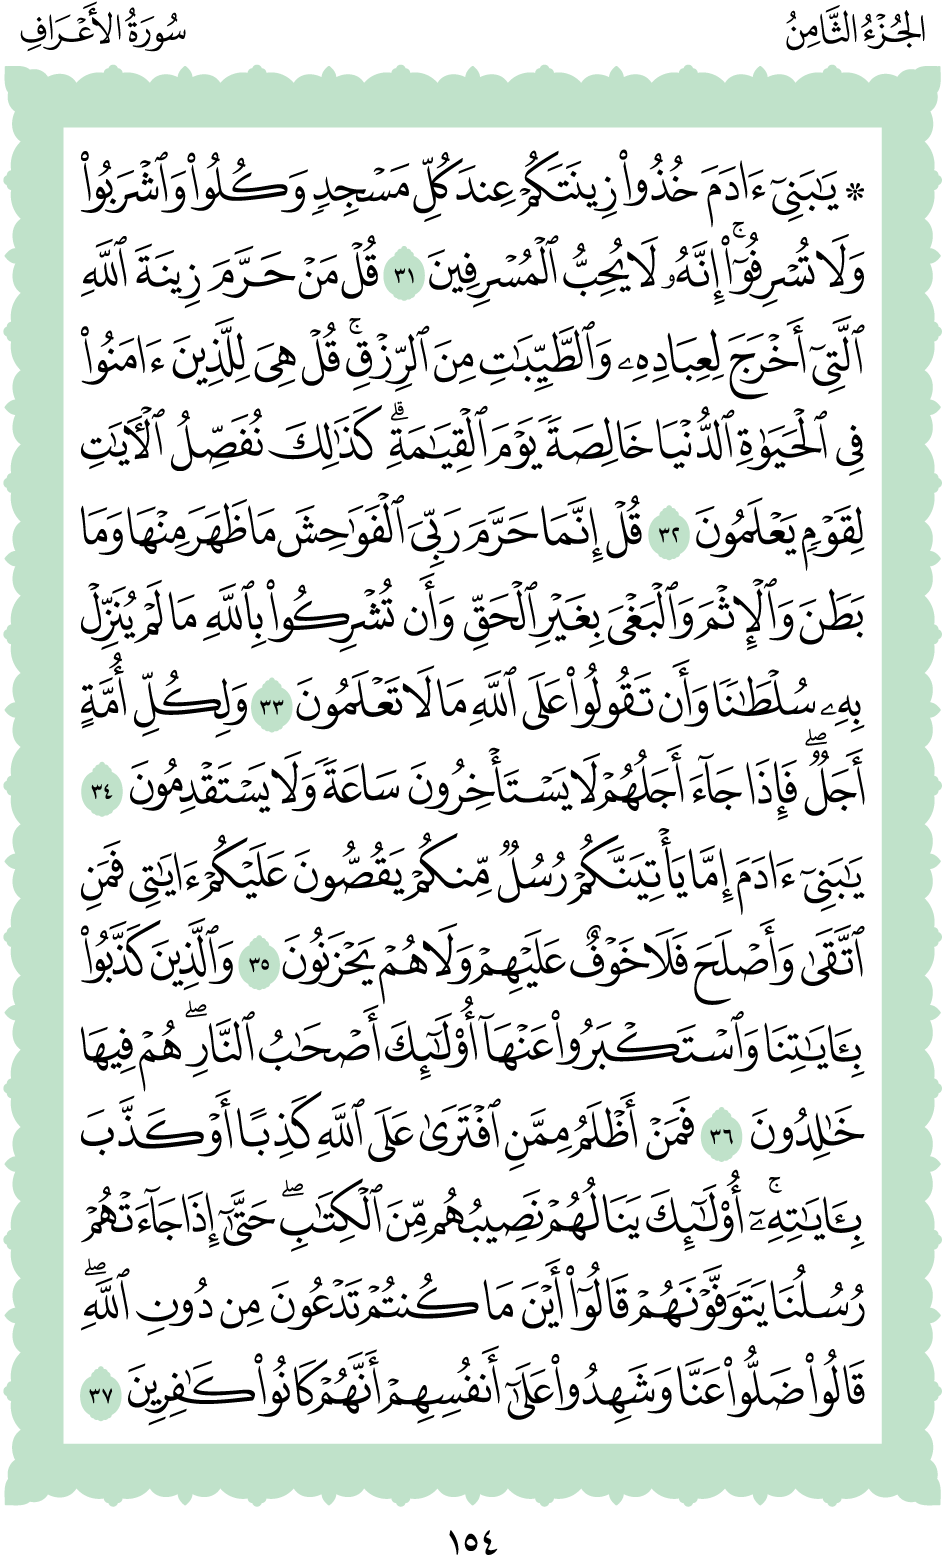 الجُزْءُ الثَّامِنُ
سُورَةُ الأَعْرَافِ
۞ يَٰبَنِيٓ ءَادَمَ خُذُواْ زِينَتَكُمۡ عِندَ كُلِّ مَسۡجِدٖ وَكُلُواْ وَٱشۡرَبُواْ
وَلَا تُسۡرِفُوٓاْۚ إِنَّهُۥ لَا يُحِبُّ ٱلۡمُسۡرِفِينَ ٣١ قُلۡ مَنۡ حَرَّمَ زِينَةَ ٱللَّهِ
ٱلَّتِيٓ أَخۡرَجَ لِعِبَادِهِۦ وَٱلطَّيِّبَٰتِ مِنَ ٱلرِّزۡقِۚ قُلۡ هِيَ لِلَّذِينَ ءَامَنُواْ
فِي ٱلۡحَيَوٰةِ ٱلدُّنۡيَا خَالِصَةٗ يَوۡمَ ٱلۡقِيَٰمَةِۗ كَذَٰلِكَ نُفَصِّلُ ٱلۡأٓيَٰتِ
لِقَوۡمٖ يَعۡلَمُونَ ٣٢ قُلۡ إِنَّمَا حَرَّمَ رَبِّيَ ٱلۡفَوَٰحِشَ مَا ظَهَرَ مِنۡهَا وَمَا
بَطَنَ وَٱلۡإِثۡمَ وَٱلۡبَغۡيَ بِغَيۡرِ ٱلۡحَقِّ وَأَن تُشۡرِكُواْ بِٱللَّهِ مَا لَمۡ يُنَزِّلۡ
بِهِۦ سُلۡطَٰنٗا وَأَن تَقُولُواْ عَلَى ٱللَّهِ مَا لَا تَعۡلَمُونَ ٣٣ وَلِكُلِّ أُمَّةٍ
أَجَلٞۖ فَإِذَا جَآءَ أَجَلُهُمۡ لَا يَسۡتَأۡخِرُونَ سَاعَةٗ وَلَا يَسۡتَقۡدِمُونَ ٣٤
يَٰبَنِيٓ ءَادَمَ إِمَّا يَأۡتِيَنَّكُمۡ رُسُلٞ مِّنكُمۡ يَقُصُّونَ عَلَيۡكُمۡ ءَايَٰتِي فَمَنِ
ٱتَّقَىٰ وَأَصۡلَحَ فَلَا خَوۡفٌ عَلَيۡهِمۡ وَلَا هُمۡ يَحۡزَنُونَ ٣٥ وَٱلَّذِينَ كَذَّبُواْ
بِـَٔايَٰتِنَا وَٱسۡتَكۡبَرُواْ عَنۡهَآ أُوْلَٰٓئِكَ أَصۡحَٰبُ ٱلنَّارِۖ هُمۡ فِيهَا
خَٰلِدُونَ ٣٦ فَمَنۡ أَظۡلَمُ مِمَّنِ ٱفۡتَرَىٰ عَلَى ٱللَّهِ كَذِبًا أَوۡ كَذَّبَ
بِـَٔايَٰتِهِۦٓۚ أُوْلَٰٓئِكَ يَنَالُهُمۡ نَصِيبُهُم مِّنَ ٱلۡكِتَٰبِۖ حَتَّىٰٓ إِذَا جَآءَتۡهُمۡ
رُسُلُنَا يَتَوَفَّوۡنَهُمۡ قَالُوٓاْ أَيۡنَ مَا كُنتُمۡ تَدۡعُونَ مِن دُونِ ٱللَّهِۖ
قَالُواْ ضَلُّواْ عَنَّا وَشَهِدُواْ عَلَىٰٓ أَنفُسِهِمۡ أَنَّهُمۡ كَانُواْ كَٰفِرِينَ ٣٧
١٥٤